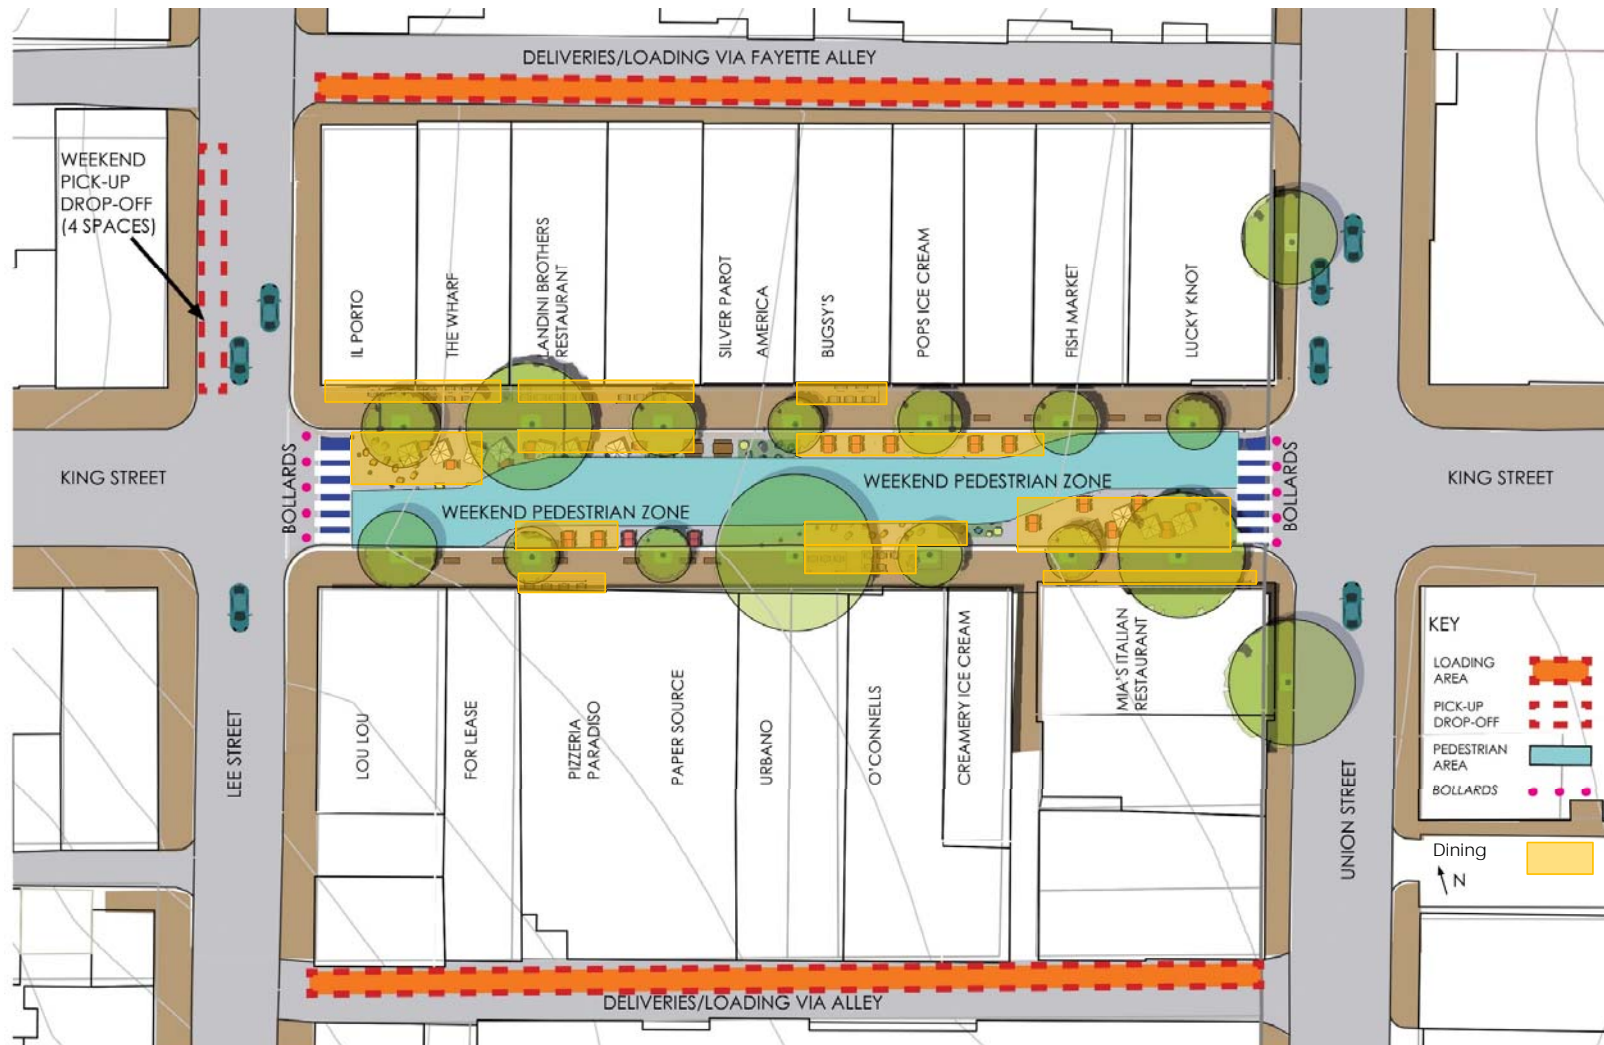 DELIVERIES/LOADING VIA FAYETTE ALLEY
WEEKEND
PICK-UP
DROP-OFF
(4 SPACES)
IL PORTO
THE WHARF
LANDINI BROTHERS
RESTAURANT
SILVER PARROT
AMERICA
BUGSY'S
POPS ICE CREAM
FISH MARKET
LUCKY KNOT
KING STREET
BOLLARDS
WEEKEND PEDESTRIAN ZONE
WEEKEND PEDESTRIAN ZONE
BOLLARDS
KING STREET
LEE STREET
LOU LOU
FOR LEASE
PIZZERIA
PARADISO
PAPER SOURCE
URBANO
O'CONNELLS
CREAMERY ICE CREAM
MIA'S ITALIAN
RESTAURANT
UNION STREET
KEY
LOADING
AREA
PICK-UP
DROP-OFF
PEDESTRIAN
AREA
BOLLARDS
Dining
N
DELIVERIES/LOADING VIA ALLEY